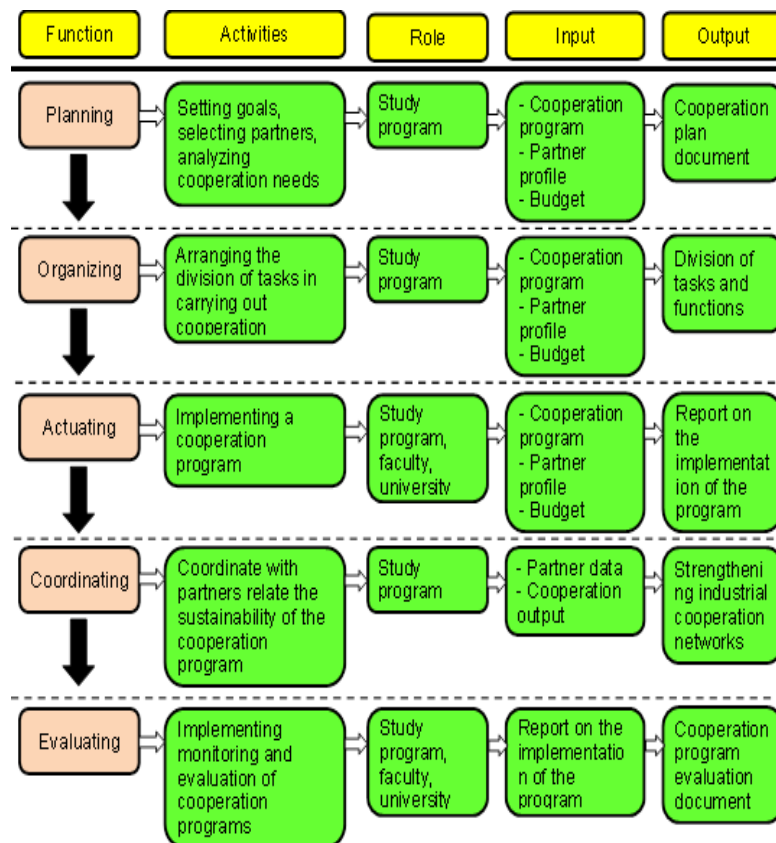 Function
Activities
Role
Input
Output
Planning
Setting goals,
selecting partners,
analyzing
cooperation needs
Study
program
- Cooperation
program
- Partner
profile
- Budget
Cooperation
plan
document
Organizing
Arranging the
division of tasks in
carrying out
cooperation
Study
program
- Cooperation
program
- Partner
profile
- Budget
Division of
tasks and
functions
Actuating
Implementing a
cooperation
program
Study
program,
faculty,
university
- Cooperation
program
- Partner
profile
- Budget
Report on
the
implementat
ion of the
program
Coordinating
Coordinate with
partners relate the
sustainability of the
cooperation
program
Study
program
- Partner data
- Cooperation
output
Strengtheni
ng industrial
cooperation
networks
Evaluating
Implementing
monitoring and
evaluation of
cooperation
programs
Study
program,
faculty,
university
Report on the
implementatio
n of the
program
Cooperation
program
evaluation
document